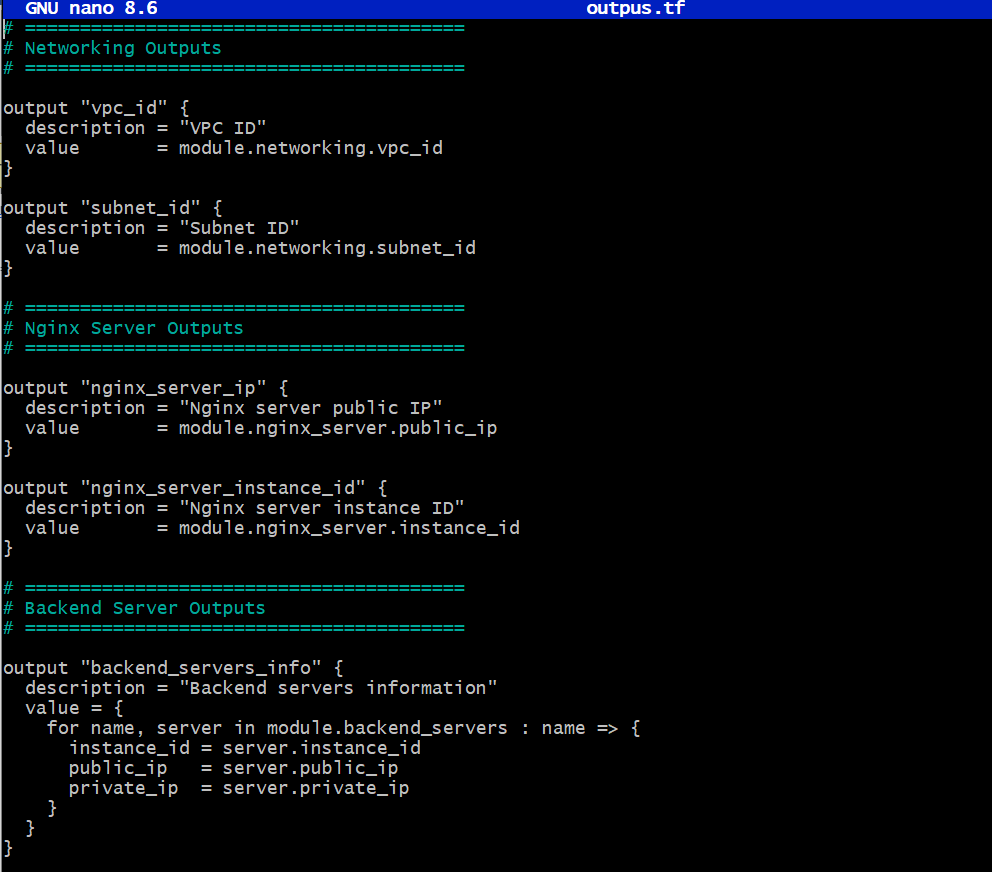 GNU nano 8.6 outpus.tf
# ========================================
# Networking Outputs
# ========================================

output "vpc_id" {
  description = "VPC ID"
  value       = module.networking.vpc_id
}

output "subnet_id" {
  description = "Subnet ID"
  value       = module.networking.subnet_id
}

# ========================================
# Nginx Server Outputs
# ========================================

output "nginx_server_ip" {
  description = "Nginx server public IP"
  value       = module.nginx_server.public_ip
}

output "nginx_server_instance_id" {
  description = "Nginx server instance ID"
  value       = module.nginx_server.instance_id
}

# ========================================
# Backend Server Outputs
# ========================================

output "backend_servers_info" {
  description = "Backend servers information"
  value = {
    for name, server in module.backend_servers : name => {
      instance_id = server.instance_id
      public_ip   = server.public_ip
      private_ip  = server.private_ip
    }
  }
}